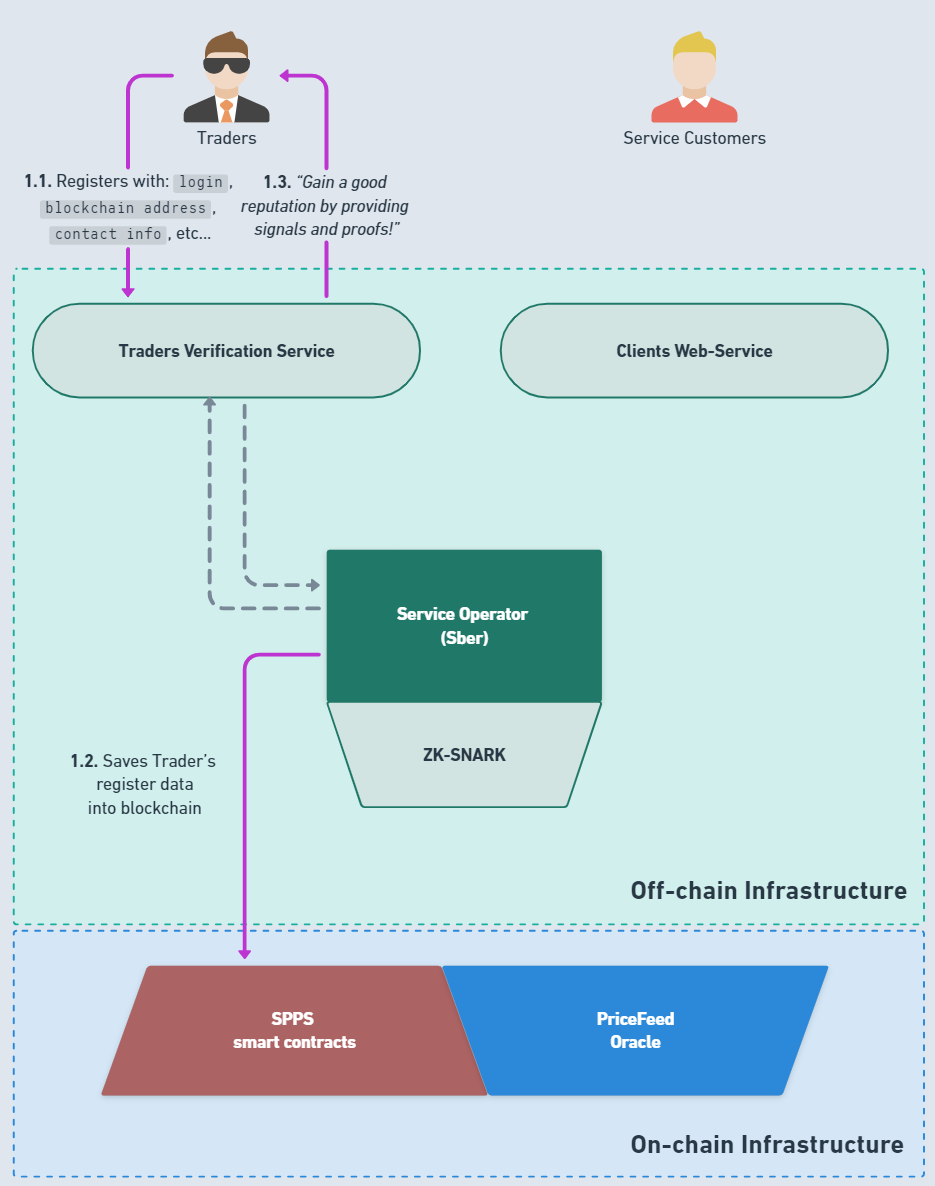 Traders
Service Customers
1.1. Registers with: login,
blockchain address,
contact info, etc...
1.3. “Gain a good
reputation by providing
signals and proofs!”
Traders Verification Service
Clients Web-Service
Service Operator
(Sber)
ZK-SNARK
1.2. Saves Trader’s
register data
into blockchain
Off-chain Infrastructure
SPPS
smart contracts
PriceFeed
Oracle
On-chain Infrastructure